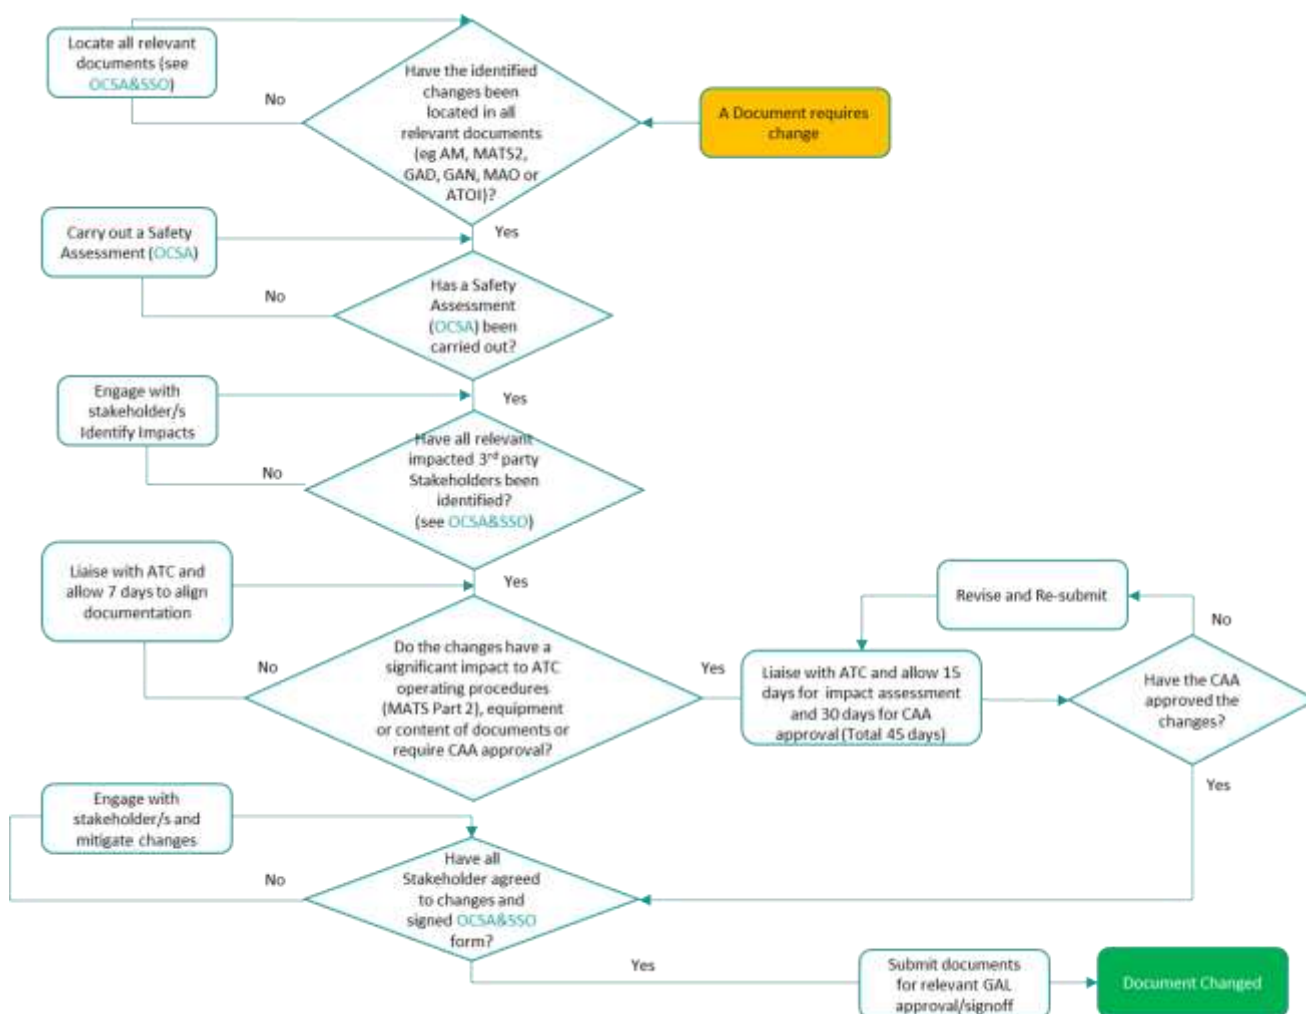 Locate all relevant
documents (see
OCSA&SSO)
No
Have the identified
changes been
located in all
relevant documents
(eg AM, MATS2,
GAD, GAN, MAO or
ATOI)?
A Document requires
change
Yes
Carry out a Safety
Assessment (OCSA)
No
Has a Safety
Assessment
(OCSA) been
carried out?
Yes
Engage with
stakeholder/s
Identify Impacts
No
Have all relevant
impacted 3rd party
Stakeholders been
identified?
(see OCSA&SSO)
Yes
Liaise with ATC and
allow 7 days to align
documentation
No
Do the changes have a
significant impact to ATC
operating procedures
(MATS Part 2), equipment
or content of documents or
require CAA approval?
Yes
Revise and Re-submit
No
Liaise with ATC and allow 15
days for impact assessment
and 30 days for CAA
approval (Total 45 days)
Have the CAA
approved the
changes?
Yes
Engage with
stakeholder/s and
mitigate changes
No
Have all
Stakeholder agreed
to changes and
signed OCSA&SSO
form?
Yes
Submit documents
for relevant GAL
approval/signoff
Document Changed